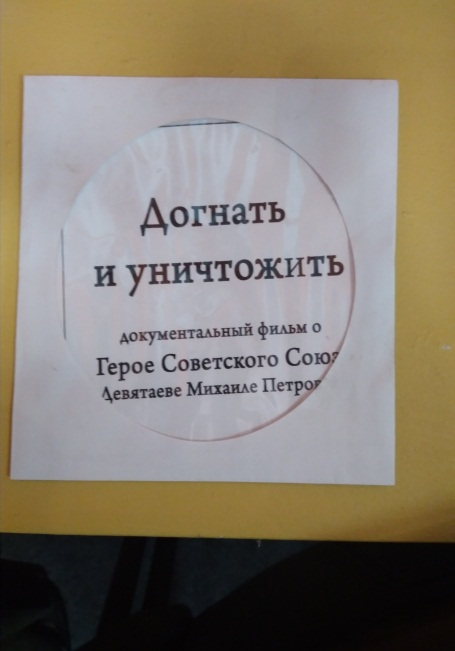 Догнать
и уничтожить
документальный фильм о
Герое Советского Союз
Девятаеве Михаиле Петров